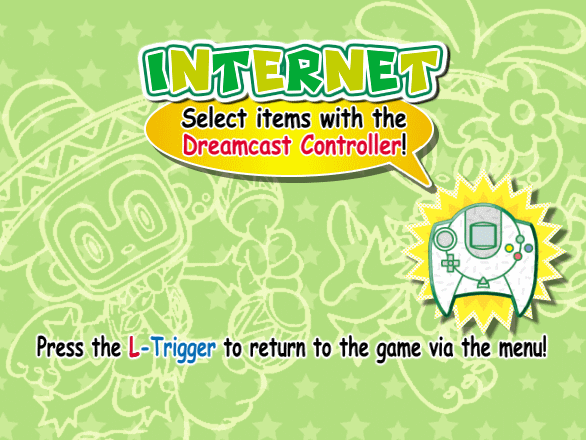 INTERNET
Select items with the
Dreamcast Controller!
Press the L-Trigger to return to the game via the menu!